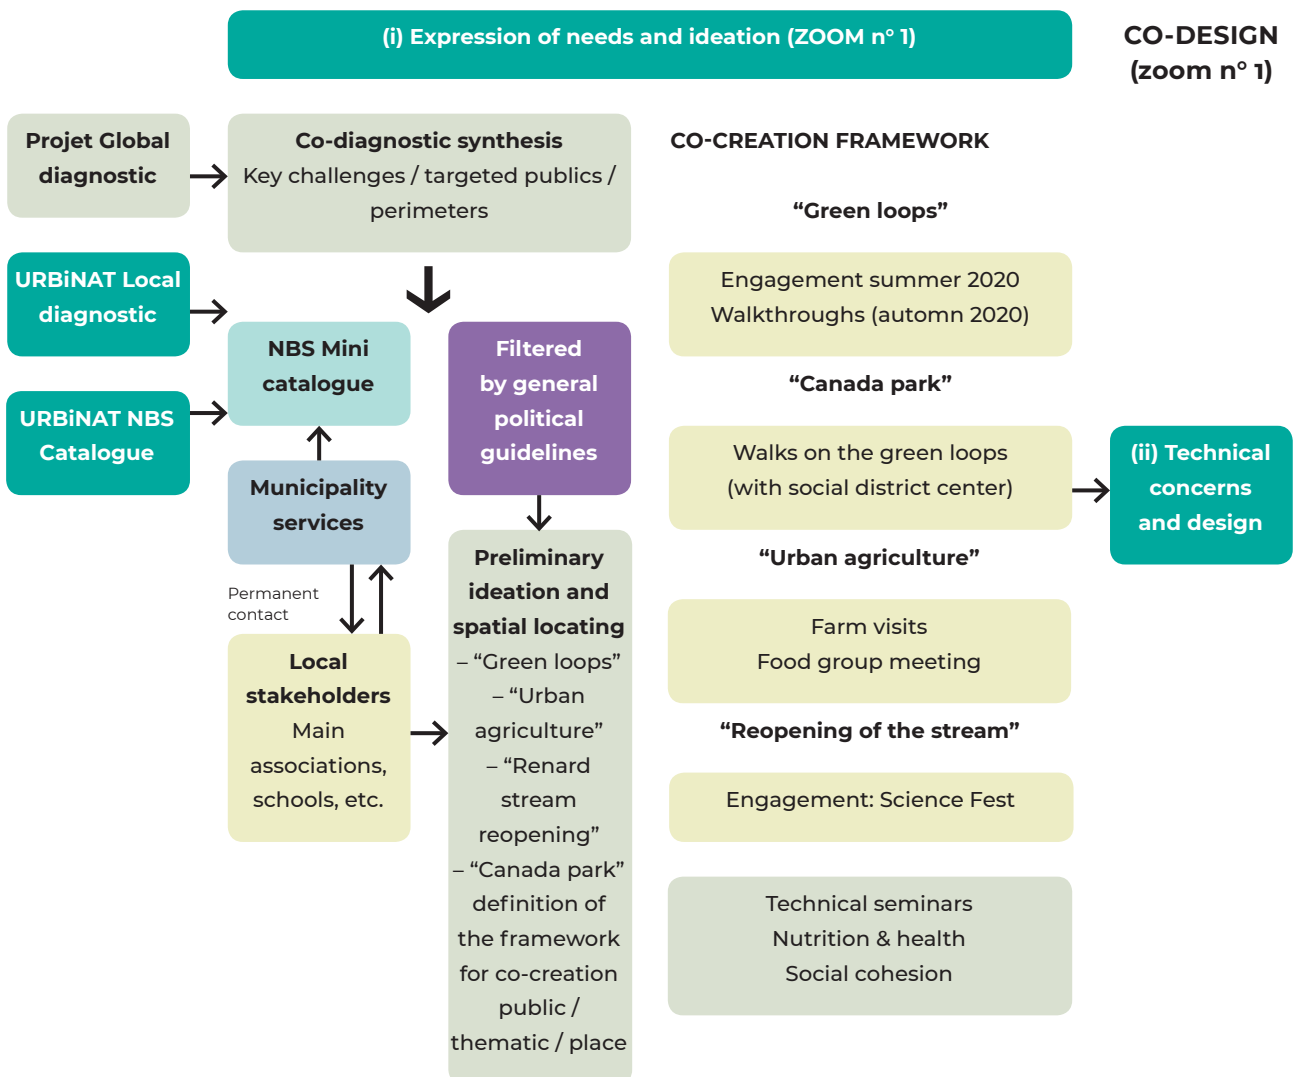 (i) Expression of needs and ideation (ZOOM n° 1)
CO-DESIGN
(zoom n° 1)
Projet Global
diagnostic
Co-diagnostic synthesis
Key challenges / targeted publics /
perimeters
URBiNAT Local
diagnostic
URBiNAT NBS
Catalogue
NBS Mini
catalogue
Municipality
services
Permanent
contact
Local
stakeholders
Main
associations,
schools, etc.
Filtered
by general
political
guidelines
Preliminary
ideation and
spatial locating
– “Green loops”
– “Urban
agriculture”
– “Renard
stream
reopening”
– “Canada park”
definition of
the framework
for co-creation
public /
thematic / place
CO-CREATION FRAMEWORK
“Green loops”
Engagement summer 2020
Walkthroughs (automn 2020)
“Canada park”
Walks on the green loops
(with social district center)
“Urban agriculture”
Farm visits
Food group meeting
“Reopening of the stream”
Engagement: Science Fest
Technical seminars
Nutrition & health
Social cohesion
(ii) Technical
concerns
and design